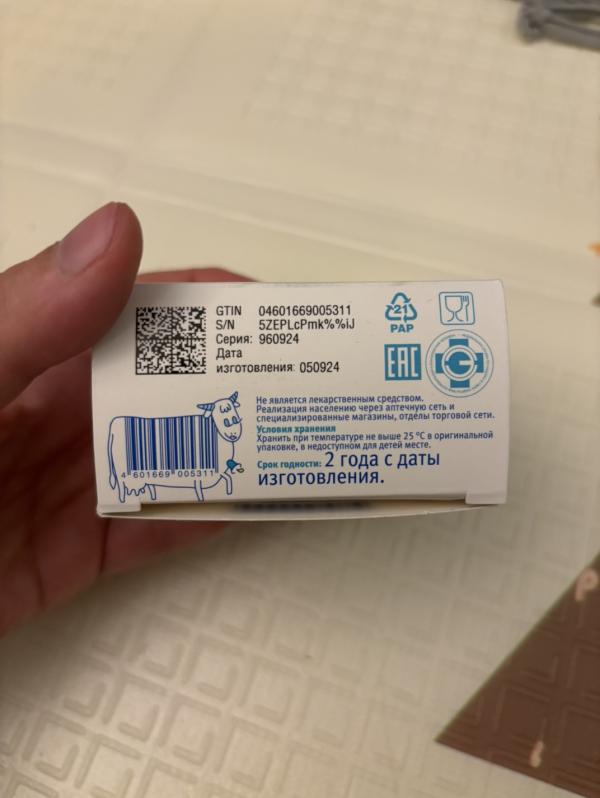 GTIN 04601669005311
S/N 5ZEPLcPmk%%iJ
Серия: 960924
Дата
изготовления: 050924
21
PAP
EAC
Не является лекарственным средством.
Реализация населению через аптечную сеть и
специализированные магазины, отделы торговой сети.
Условия хранения
Хранить при температуре не выше 25 °С в оригинальной
упаковке, в недоступном для детей месте.
Срок годности: 2 года с даты
изготовления.
4 601669 005311